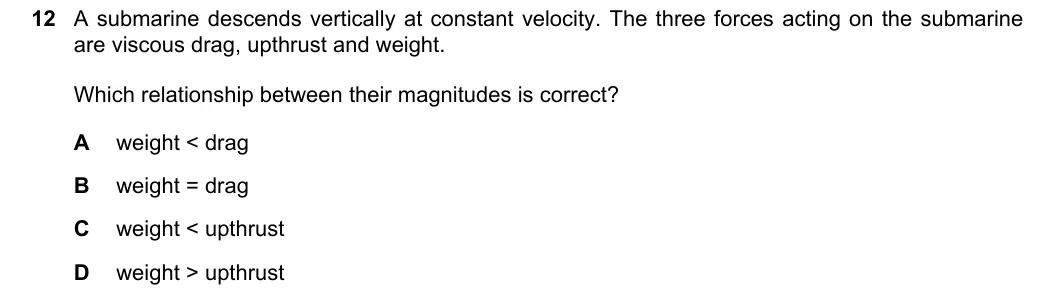 12 A submarine descends vertically at constant velocity. The three forces acting on the submarine
are viscous drag, upthrust and weight.
Which relationship between their magnitudes is correct?
A weight < drag
B weight = drag
C weight < upthrust
D weight > upthrust